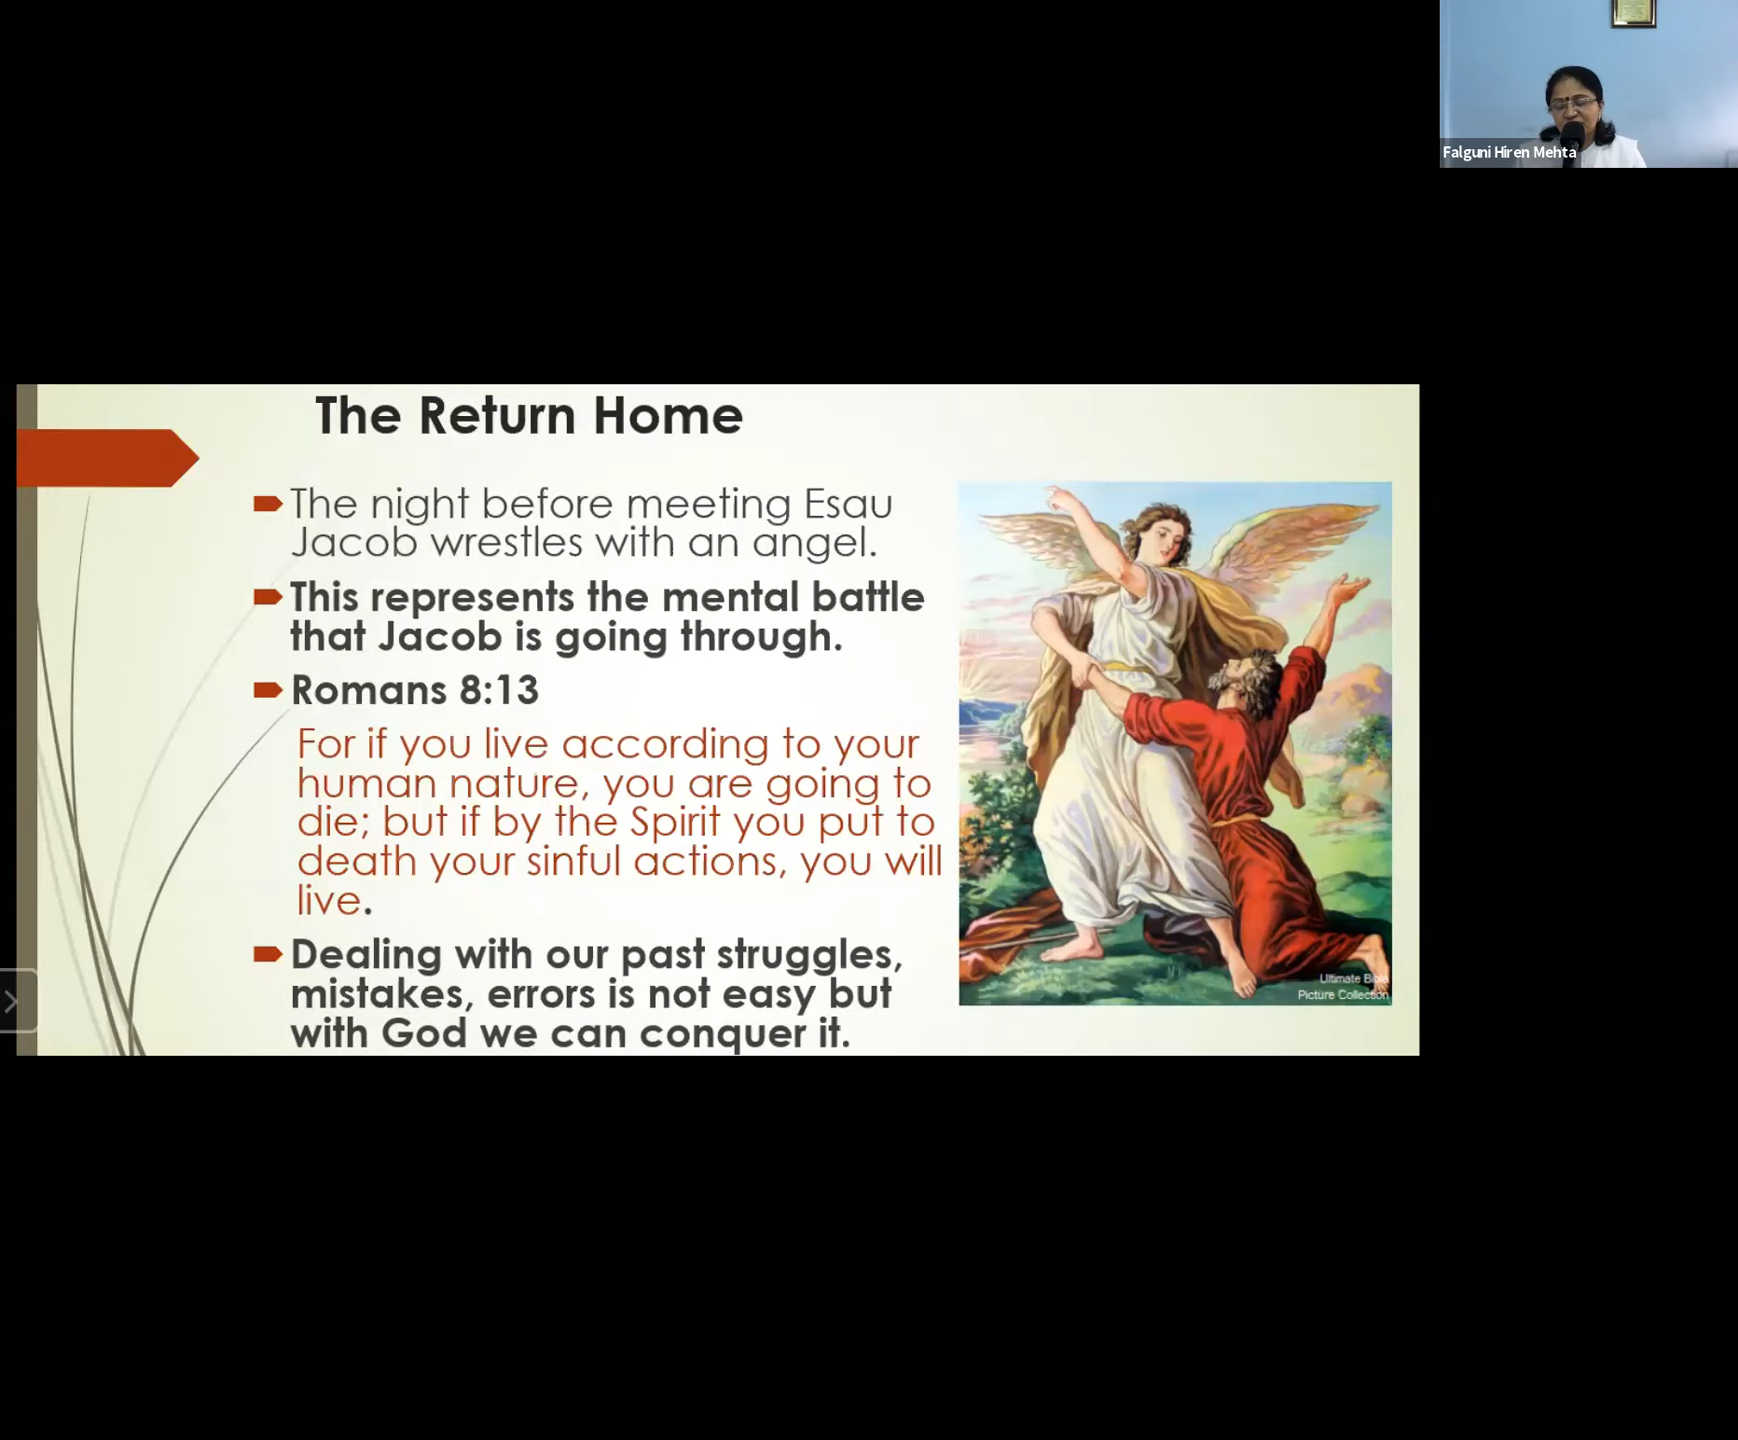 Falguni Hiren Mehta
The Return Home
The night before meeting Esau
Jacob wrestles with an angel.
This represents the mental battle
that Jacob is going through.
Romans 8:13
For if you live according to your
human nature, you are going to
die; but if by the Spirit you put to
death your sinful actions, you will
live.
Dealing with our past struggles,
mistakes, errors is not easy but
with God we can conquer it.
Ultimate Bible
Picture Collection